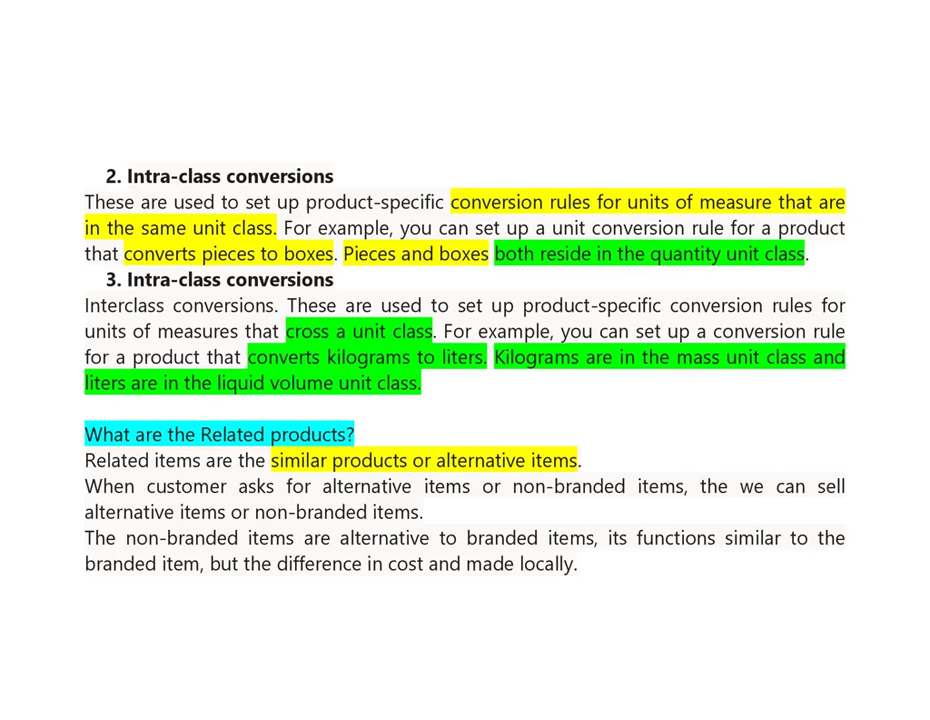 2. Intra-class conversions
These are used to set up product-specific conversion rules for units of measure that are
in the same unit class. For example, you can set up a unit conversion rule for a product
that converts pieces to boxes. Pieces and boxes both reside in the quantity unit class.
3. Intra-class conversions
Interclass conversions. These are used to set up product-specific conversion rules for
units of measures that cross a unit class. For example, you can set up a conversion rule
for a product that converts kilograms to liters. Kilograms are in the mass unit class and
liters are in the liquid volume unit class.
What are the Related products?
Related items are the similar products or alternative items.
When customer asks for alternative items or non-branded items, the we can sell
alternative items or non-branded items.
The non-branded items are alternative to branded items, its functions similar to the
branded item, but the difference in cost and made locally.